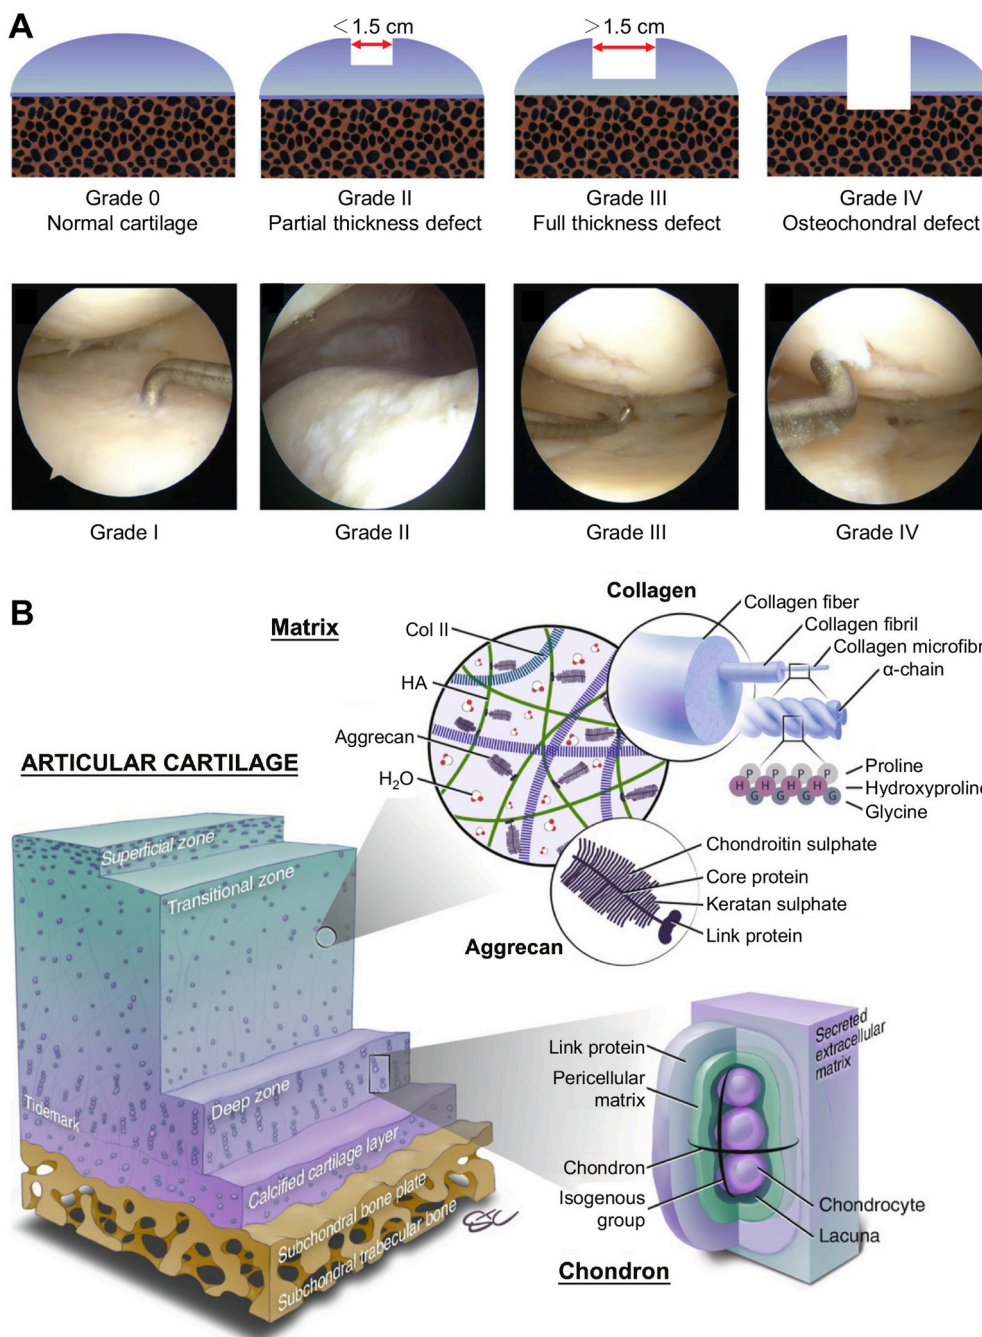 A
<1.5 cm
>1.5 cm
Grade 0
Normal cartilage
Grade II
Partial thickness defect
Grade III
Full thickness defect
Grade IV
Osteochondral defect
Grade I
Grade II
Grade III
Grade IV
B
Matrix
Collagen
Col II
HA
Aggrecan
H₂O
Collagen fiber
Collagen fibril
Collagen microfibr
α-chain
P P P P
H H H H
G G G G
Proline
Hydroxyproline
Glycine
Chondroitin sulphate
Core protein
Keratan sulphate
Link protein
Aggrecan
ARTICULAR CARTILAGE
Superficial zone
Transitional zone
Deep zone
Tidemark
Calcified cartilage layer
Subchondral bone plate
Subchondral trabecular bone
Link protein
Pericellular
matrix
Chondron
Isogenous
group
Secreted
extracellular
matrix
Chondrocyte
Lacuna
Chondron